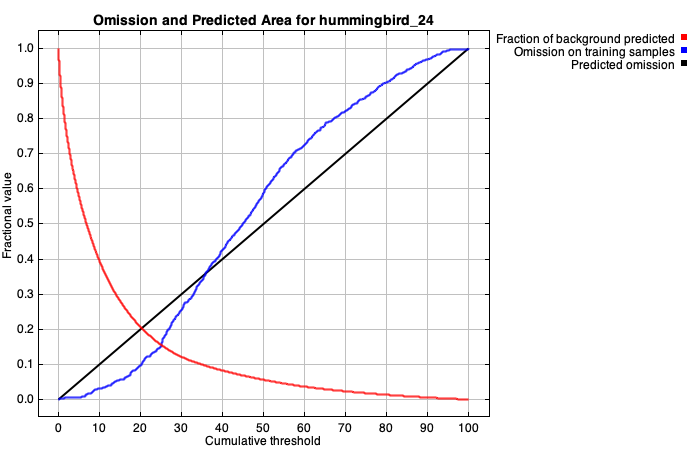 Omission and Predicted Area for hummingbird_24
Fraction of background predicted
Omission on training samples
Predicted omission
Fractional value
1.0
0.9
0.8
0.7
0.6
0.5
0.4
0.3
0.2
0.1
0.0
0 10 20 30 40 50 60 70 80 90 100
Cumulative threshold